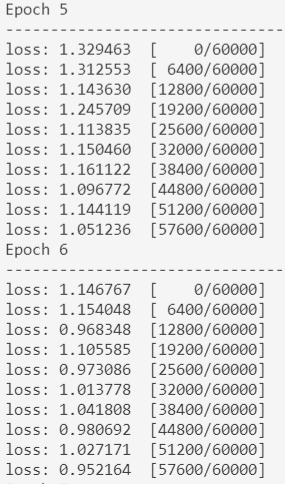 Epoch 5
-------------------------------
loss: 1.329463  [    0/60000]
loss: 1.312553  [ 6400/60000]
loss: 1.143630  [12800/60000]
loss: 1.245709  [19200/60000]
loss: 1.113835  [25600/60000]
loss: 1.150460  [32000/60000]
loss: 1.161122  [38400/60000]
loss: 1.096772  [44800/60000]
loss: 1.144119  [51200/60000]
loss: 1.051236  [57600/60000]
Epoch 6
-------------------------------
loss: 1.146767  [    0/60000]
loss: 1.154048  [ 6400/60000]
loss: 0.968348  [12800/60000]
loss: 1.105585  [19200/60000]
loss: 0.973086  [25600/60000]
loss: 1.013778  [32000/60000]
loss: 1.041808  [38400/60000]
loss: 0.980692  [44800/60000]
loss: 1.027171  [51200/60000]
loss: 0.952164  [57600/60000]